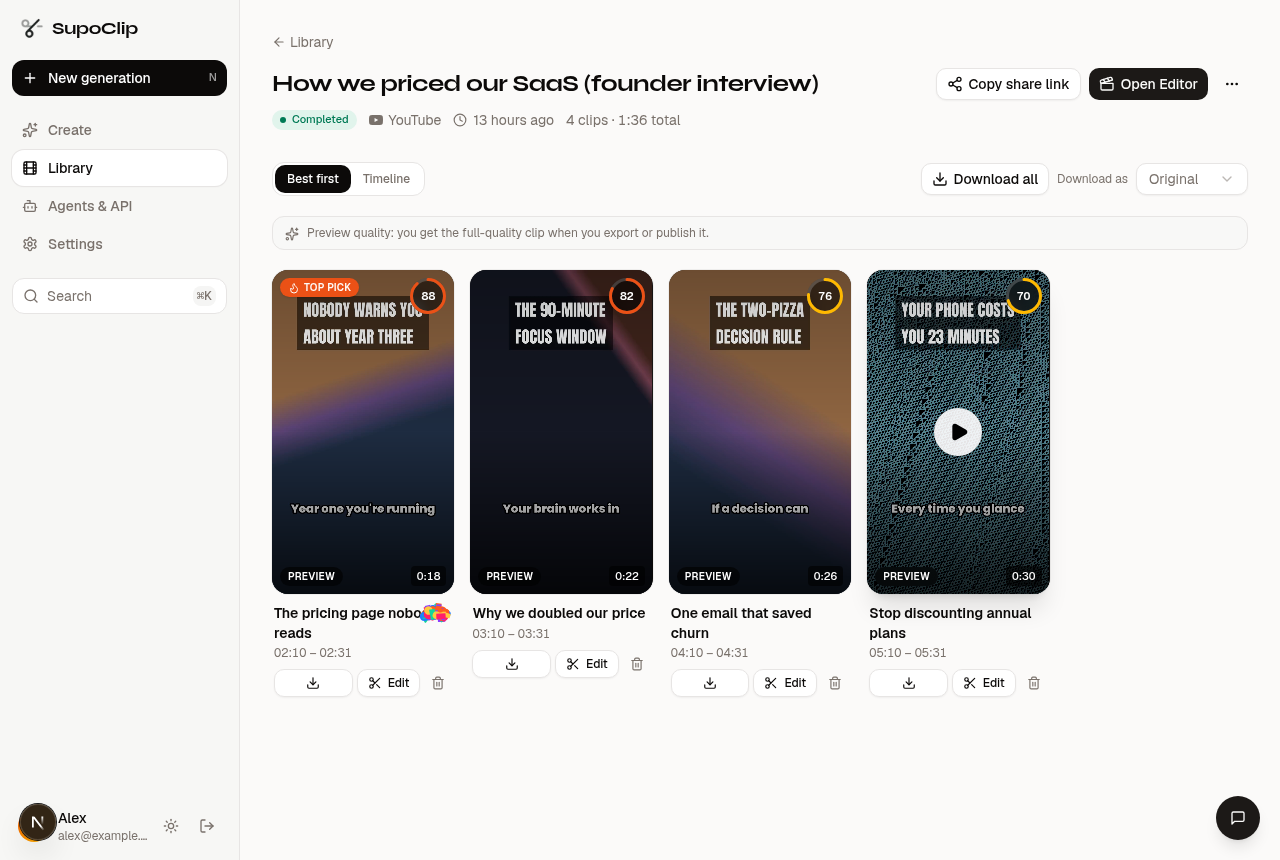 SupoClip
New generation N
Create
Library
Agents & API
Settings
Search ⌘K
N Alex
alex@example....
← Library
How we priced our SaaS (founder interview)
Copy share link
Open Editor
Completed
YouTube
13 hours ago
4 clips · 1:36 total
Best first
Timeline
Download all
Download as
Original
Preview quality: you get the full-quality clip when you export or publish it.
TOP PICK
88
NOBODY WARNS YOU
ABOUT YEAR THREE
Year one you're running
PREVIEW
0:18
The pricing page
reads
02:10 – 02:31
Edit
82
THE 90-MINUTE
FOCUS WINDOW
Your brain works in
PREVIEW
0:22
Why we doubled our price
03:10 – 03:31
Edit
76
THE TWO-PIZZA
DECISION RULE
If a decision can
PREVIEW
0:26
One email that saved
churn
04:10 – 04:31
Edit
70
YOUR PHONE COSTS
YOU 23 MINUTES
Every time you glance
PREVIEW
0:30
Stop discounting annual
plans
05:10 – 05:31
Edit